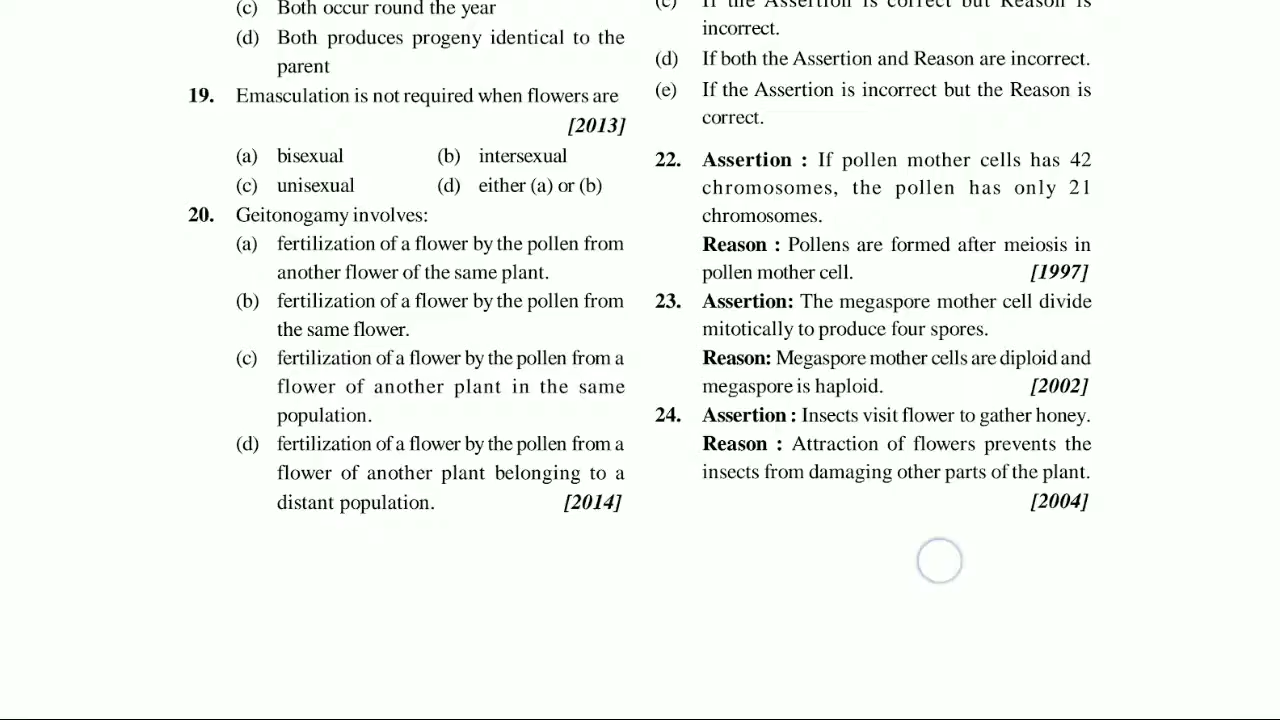 (c) Both occur round the year
(d) Both produces progeny identical to the
parent
19. Emasculation is not required when flowers are
[2013]
(a) bisexual (b) intersexual
(c) unisexual (d) either (a) or (b)
20. Geitonogamy involves:
(a) fertilization of a flower by the pollen from
another flower of the same plant.
(b) fertilization of a flower by the pollen from
the same flower.
(c) fertilization of a flower by the pollen from a
flower of another plant in the same
population.
(d) fertilization of a flower by the pollen from a
flower of another plant belonging to a
distant population. [2014]
(c) If the Assertion is correct but Reason is
incorrect.
(d) If both the Assertion and Reason are incorrect.
(e) If the Assertion is incorrect but the Reason is
correct.
22. Assertion : If pollen mother cells has 42
chromosomes, the pollen has only 21
chromosomes.
Reason : Pollens are formed after meiosis in
pollen mother cell. [1997]
23. Assertion: The megaspore mother cell divide
mitotically to produce four spores.
Reason: Megaspore mother cells are diploid and
megaspore is haploid. [2002]
24. Assertion : Insects visit flower to gather honey.
Reason : Attraction of flowers prevents the
insects from damaging other parts of the plant.
[2004]